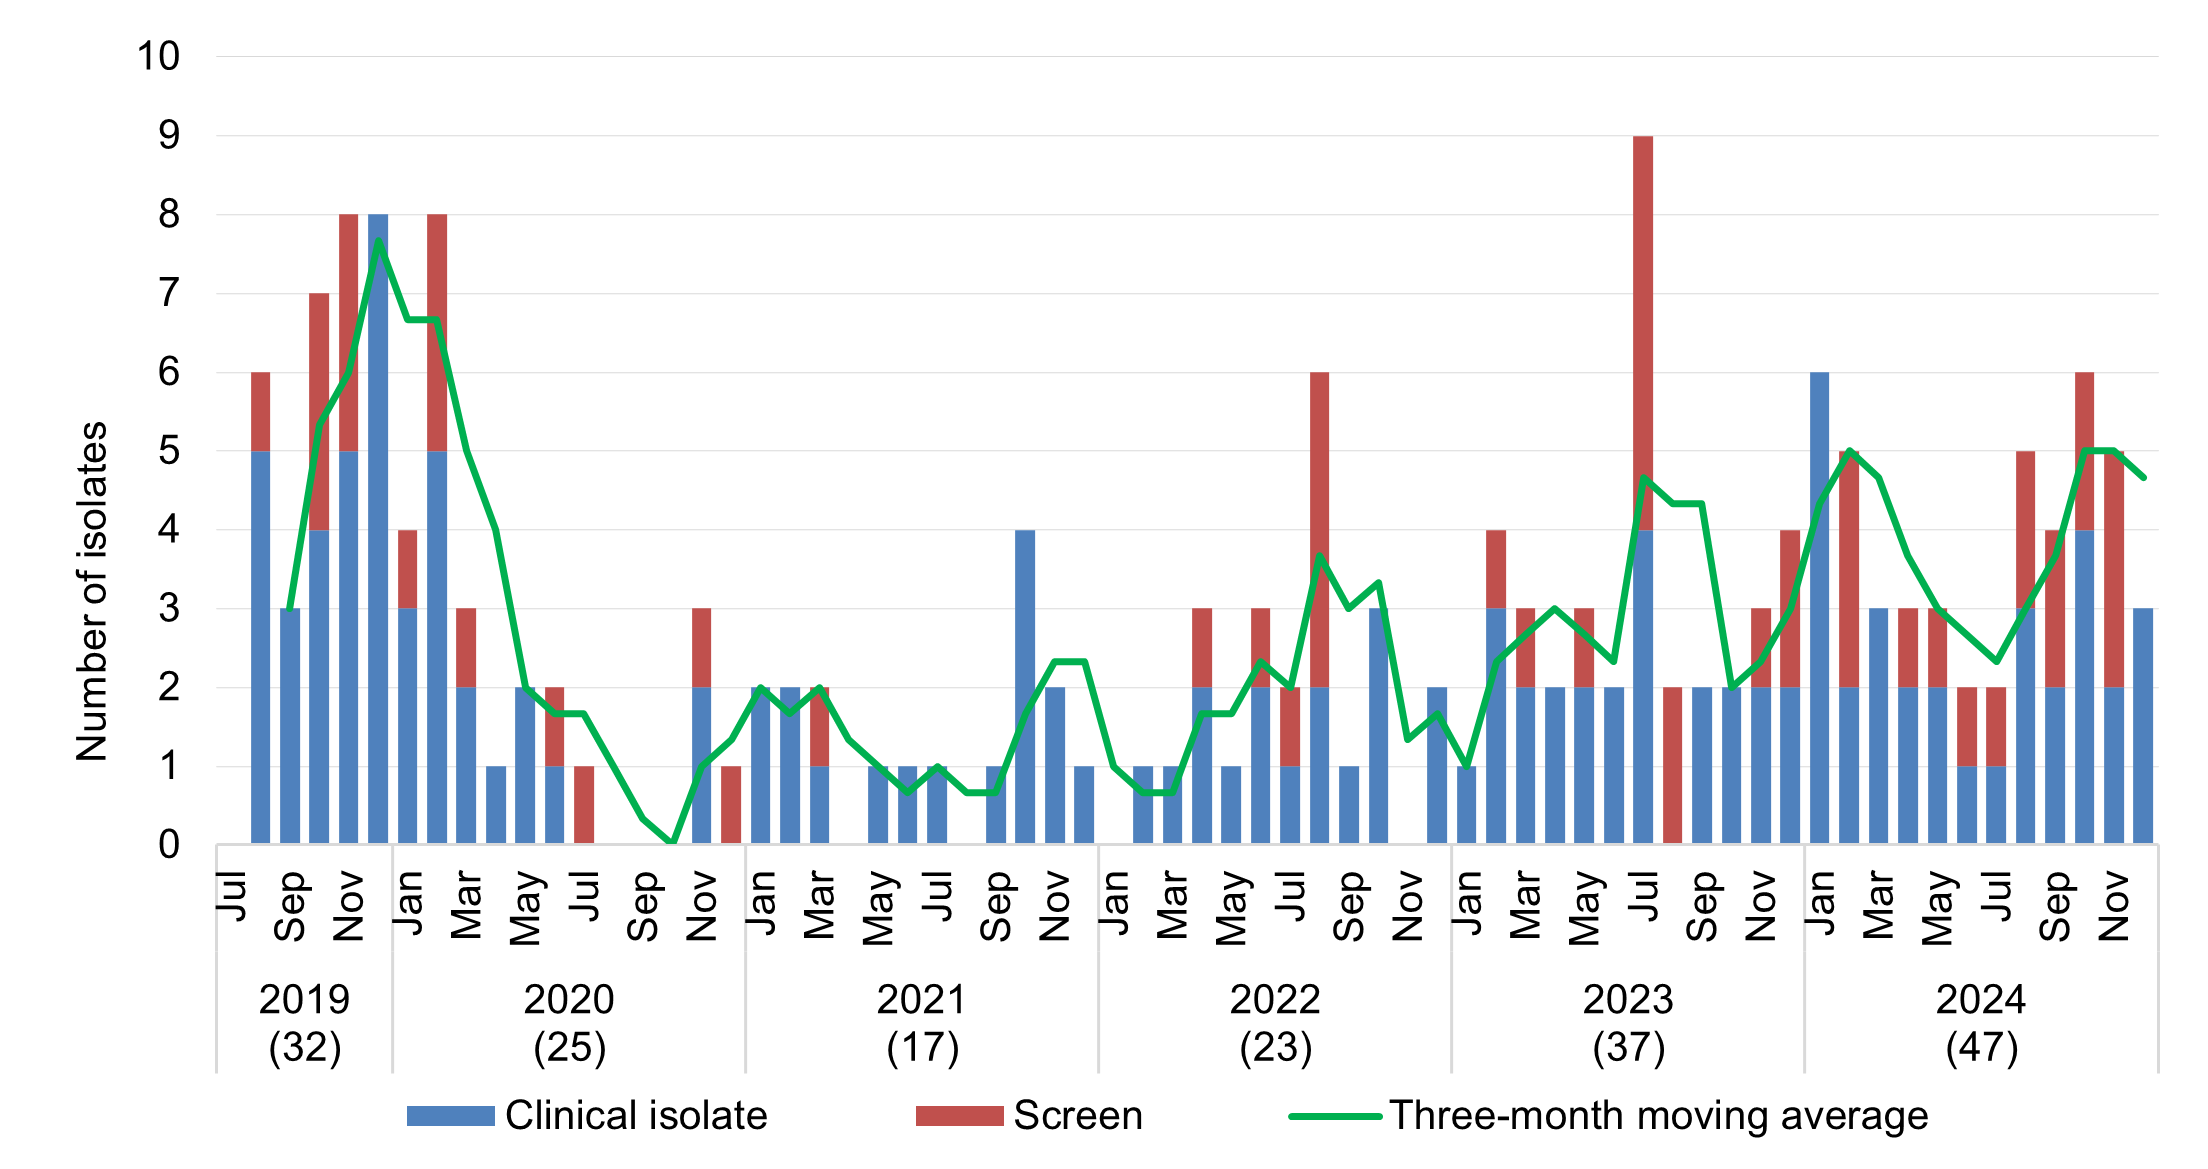 10
9
8
7
6
5
4
3
2
1
0
Number of isolates
Jul Sep Nov Jan Mar May Jul Sep Nov Jan Mar May Jul Sep Nov Jan Mar May Jul Sep Nov Jan Mar May Jul Sep Nov Jan Mar May Jul Sep Nov
2019 2020 2021 2022 2023 2024
(32) (25) (17) (23) (37) (47)
Clinical isolate Screen Three-month moving average